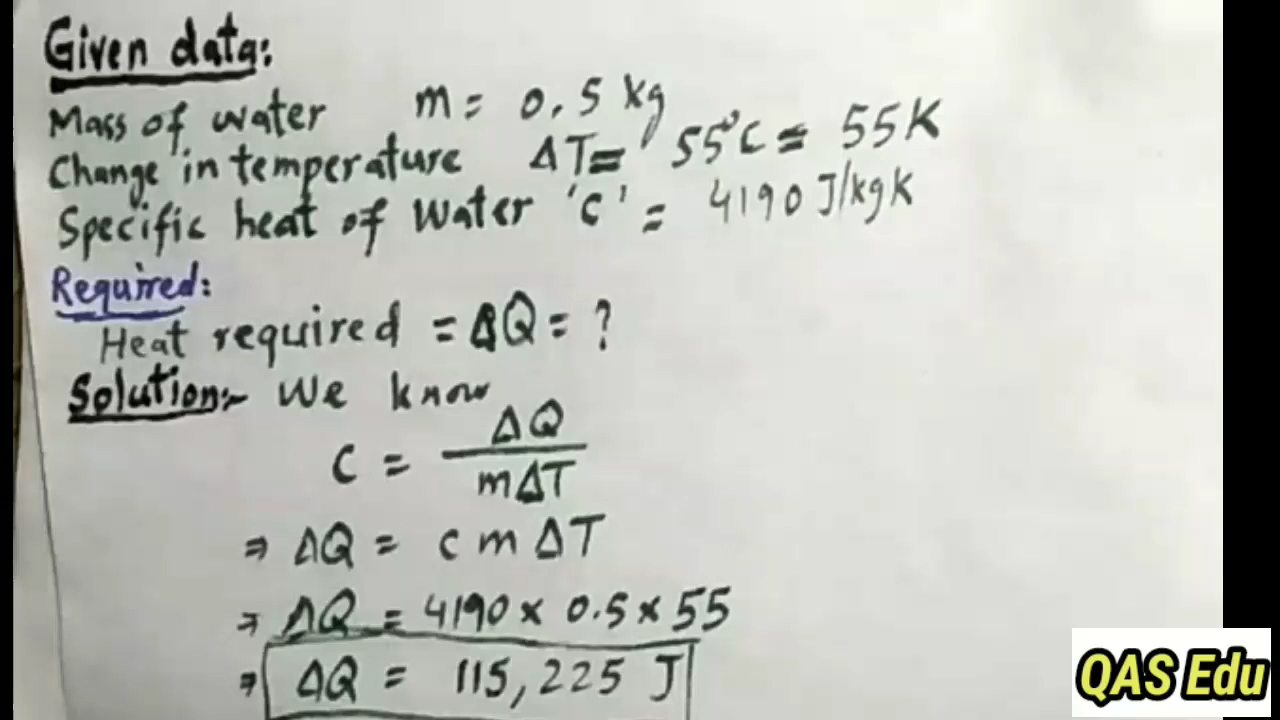 Given data:
Mass of water m = 0.5 kg
Change in temperature ΔT = 55°C = 55K
Specific heat of water 'c' = 4190 J/kgK
Required:
Heat required = ΔQ = ?
Solution:- We know
c = ΔQ / mΔT
⇒ ΔQ = c m ΔT
⇒ ΔQ = 4190 × 0.5 × 55
⇒ ΔQ = 115,225 J
QAS Edu